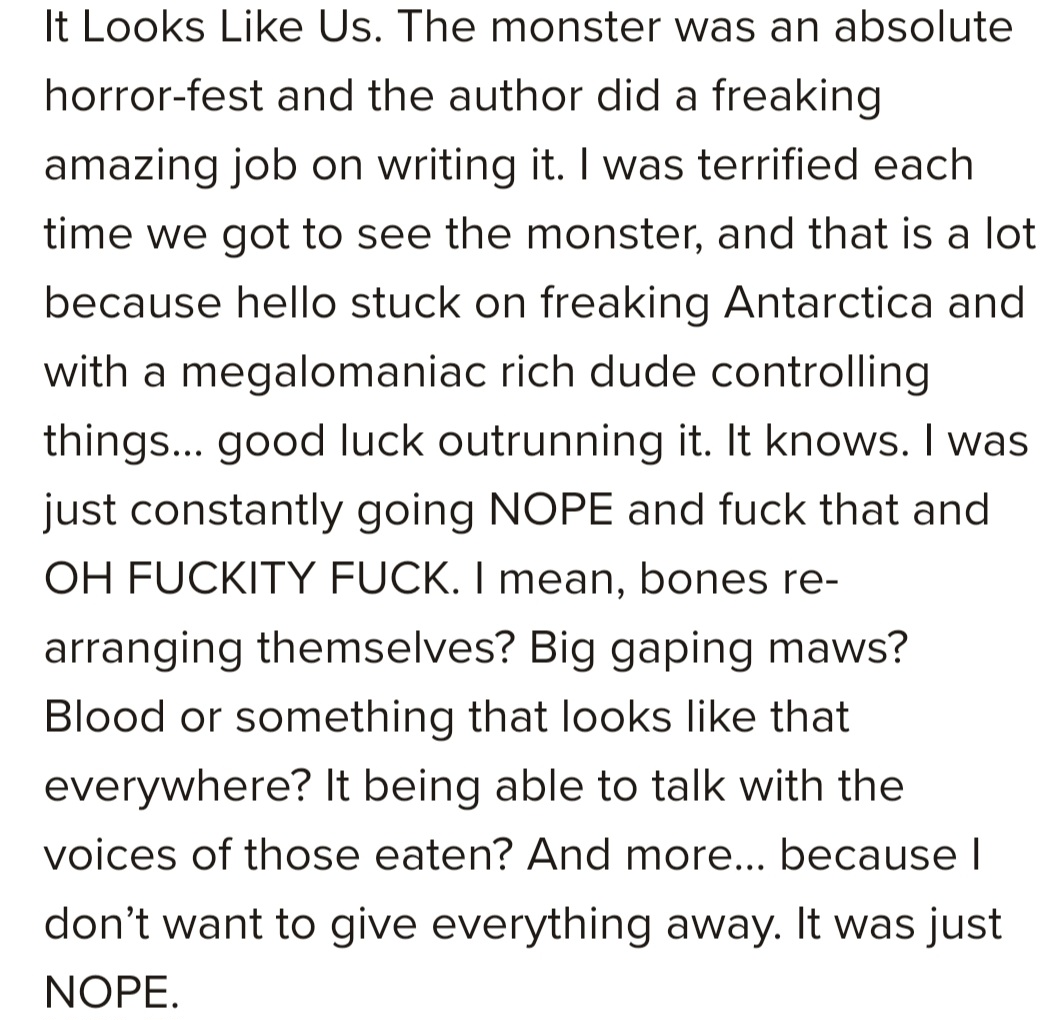 It Looks Like Us. The monster was an absolute
horror-fest and the author did a freaking
amazing job on writing it. I was terrified each
time we got to see the monster, and that is a lot
because hello stuck on freaking Antarctica and
with a megalomaniac rich dude controlling
things... good luck outrunning it. It knows. I was
just constantly going NOPE and fuck that and
OH FUCKITY FUCK. I mean, bones re-
arranging themselves? Big gaping maws?
Blood or something that looks like that
everywhere? It being able to talk with the
voices of those eaten? And more... because I
don’t want to give everything away. It was just
NOPE.